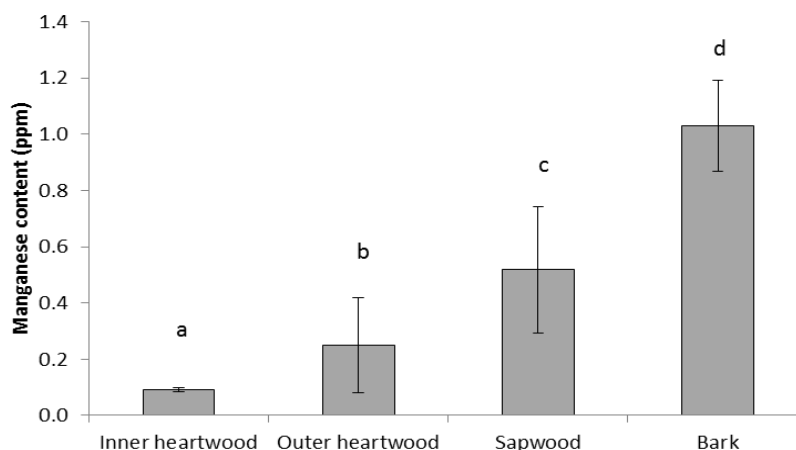 Manganese content (ppm)
1.4
1.2
1.0
0.8
0.6
0.4
0.2
0.0
a
b
c
d
Inner heartwood
Outer heartwood
Sapwood
Bark